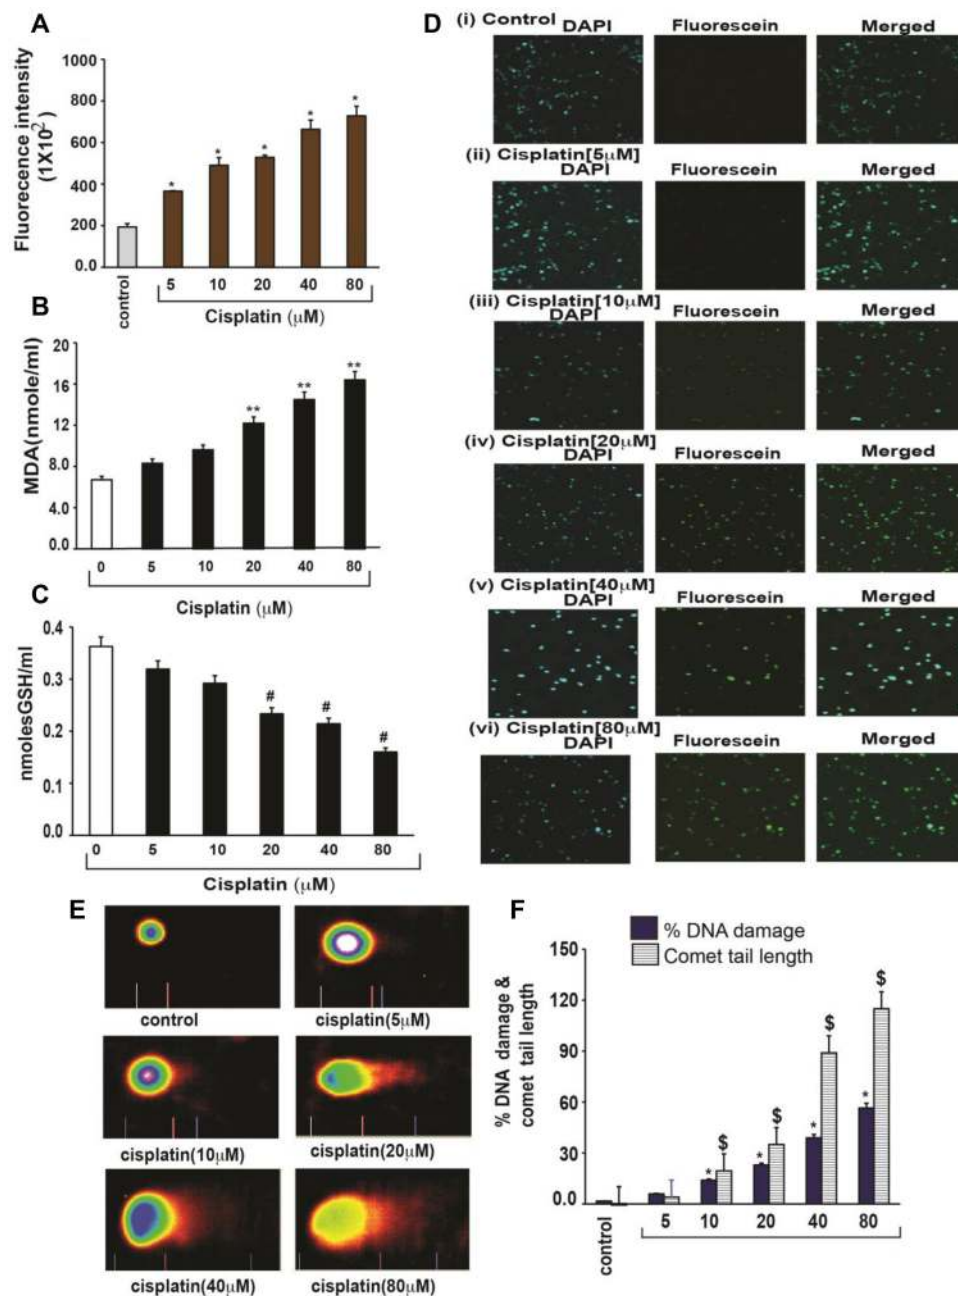 A
Fluorecence intensity
(1X10²)
1000
800
600
400
200
0.0
*
*
*
*
*
control
5
10
20
40
80
Cisplatin (μM)
B
MDA(nmole/ml)
20
16
12
8.0
4.0
0.0
**
**
**
0
5
10
20
40
80
Cisplatin (μM)
C
nmolesGSH/ml
0.4
0.3
0.2
0.1
0.0
#
#
#
0
5
10
20
40
80
Cisplatin (μM)
D
(i) Control
DAPI
Fluorescein
Merged
(ii) Cisplatin[5μM]
DAPI
Fluorescein
Merged
(iii) Cisplatin[10μM]
DAPI
Fluorescein
Merged
(iv) Cisplatin[20μM]
DAPI
Fluorescein
Merged
(v) Cisplatin[40μM]
DAPI
Fluorescein
Merged
(vi) Cisplatin[80μM]
DAPI
Fluorescein
Merged
E
control
cisplatin(5μM)
cisplatin(10μM)
cisplatin(20μM)
cisplatin(40μM)
cisplatin(80μM)
F
% DNA damage
Comet tail length
% DNA damage &
comet tail length
150
120
90
60
30
0.0
*
$
*
$
*
$
*
$
control
5
10
20
40
80